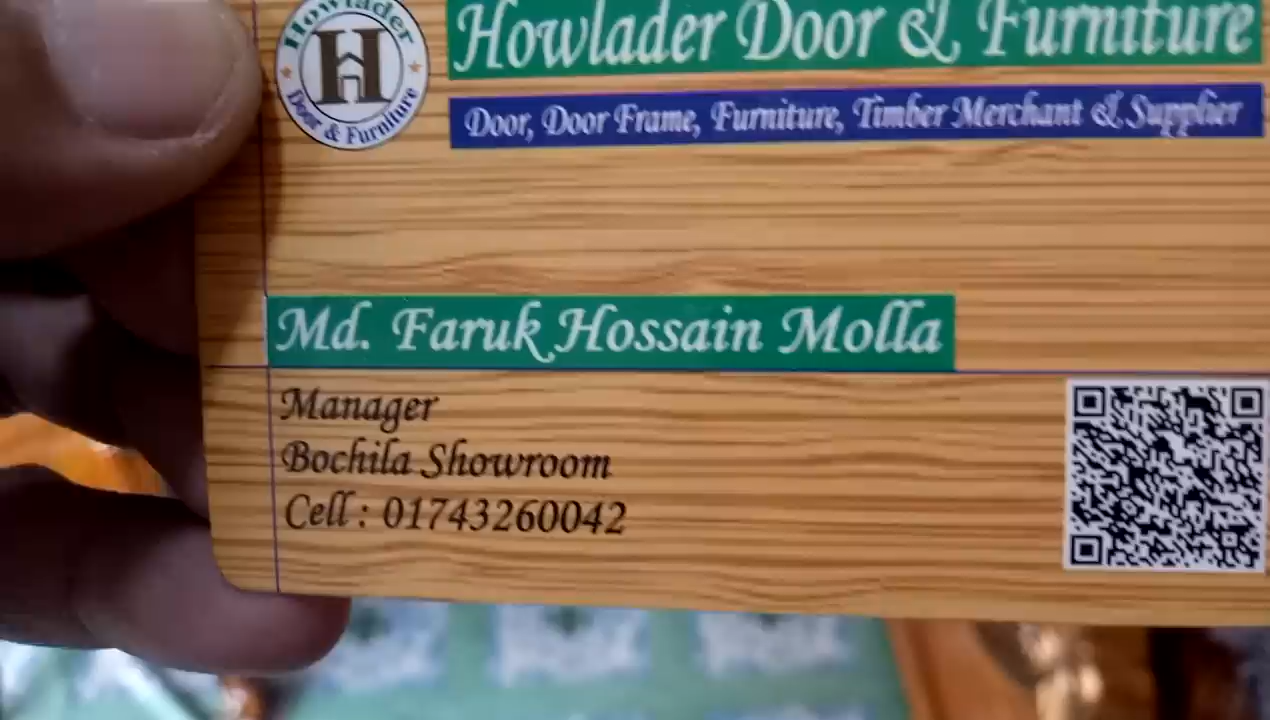 Howlader
H
Door & Furniture
Howlader Door & Furniture
Door, Door Frame, Furniture, Timber Merchant & Supplier
Md. Faruk Hossain Molla
Manager
Bochila Showroom
Cell : 01743260042